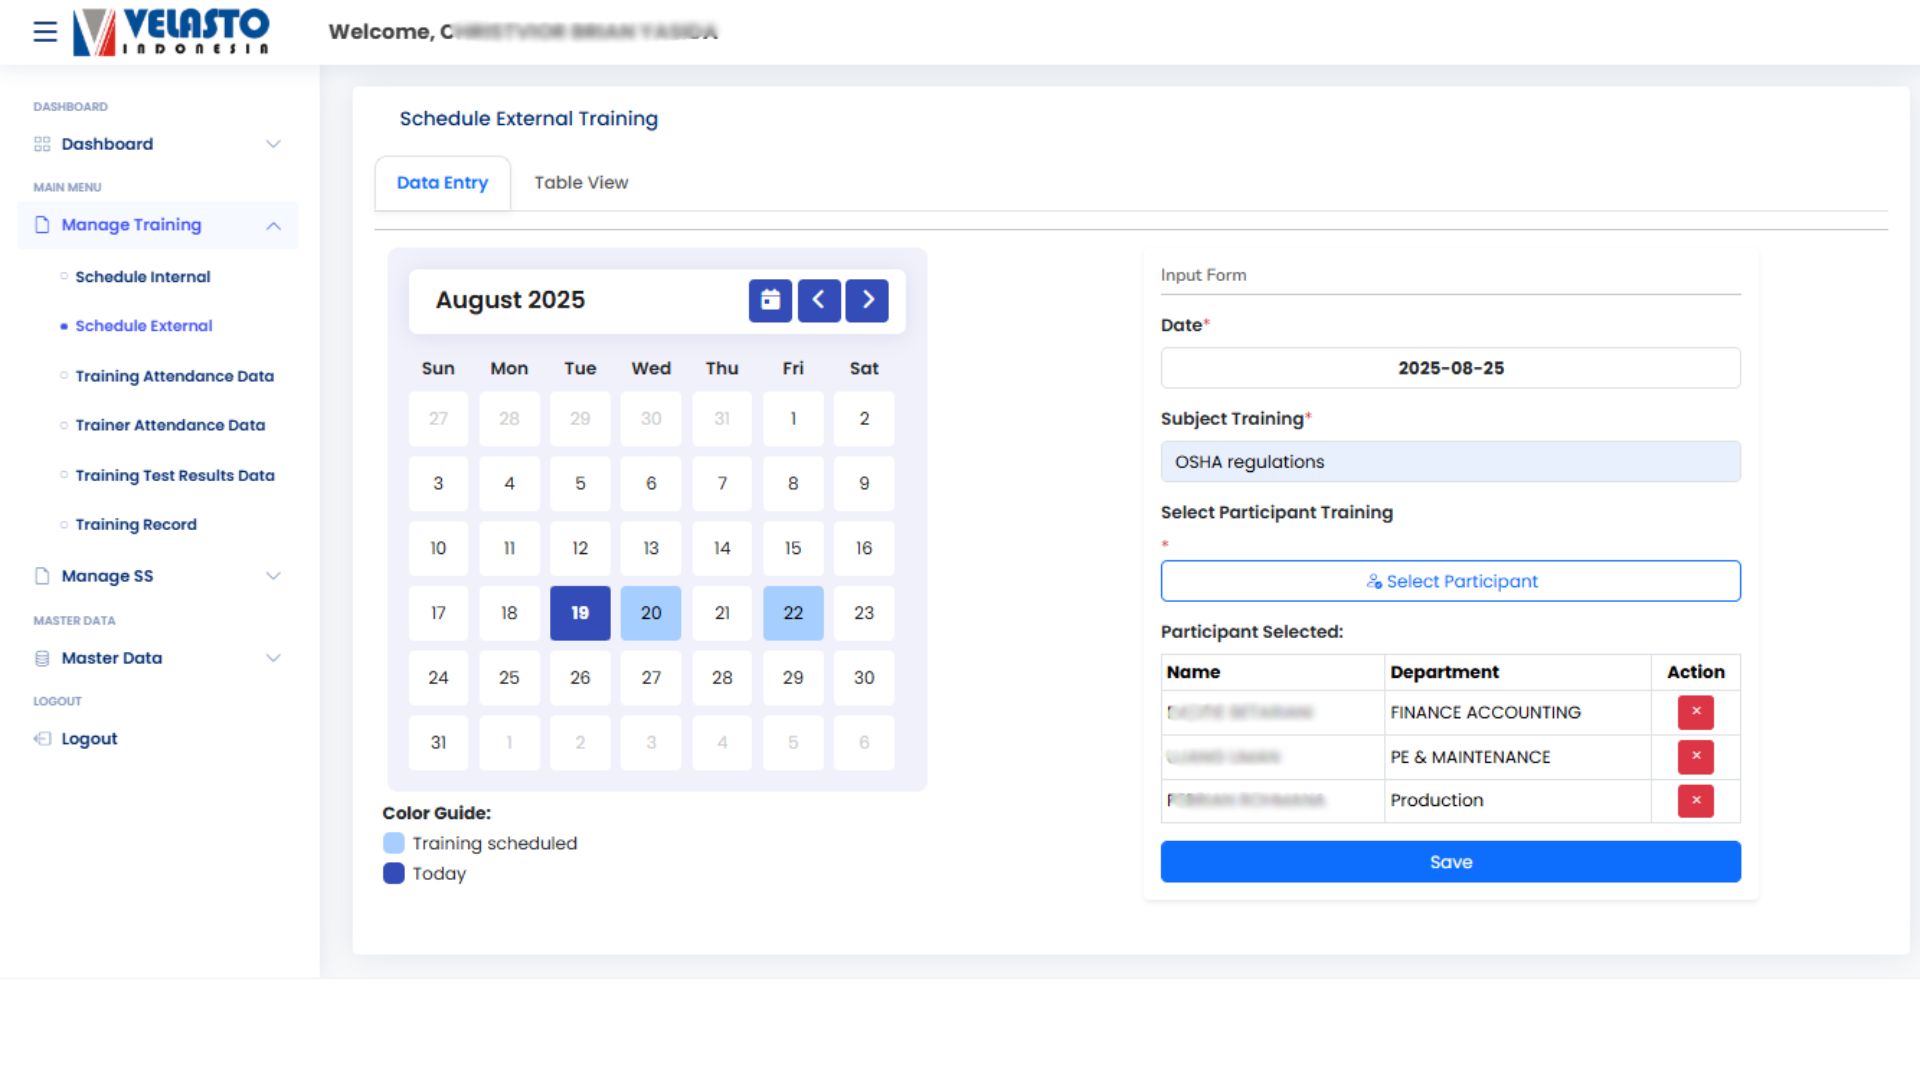 VELASTO
INDONESIA
Welcome,
DASHBOARD
Dashboard
MAIN MENU
Manage Training
Schedule Internal
Schedule External
Training Attendance Data
Trainer Attendance Data
Training Test Results Data
Training Record
Manage SS
MASTER DATA
Master Data
LOGOUT
Logout
Schedule External Training
Data Entry Table View
August 2025
Sun Mon Tue Wed Thu Fri Sat
27 28 29 30 31 1 2
3 4 5 6 7 8 9
10 11 12 13 14 15 16
17 18 19 20 21 22 23
24 25 26 27 28 29 30
31 1 2 3 4 5 6
Color Guide:
Training scheduled
Today
Input Form
Date*
2025-08-25
Subject Training*
OSHA regulations
Select Participant Training
*
Select Participant
Participant Selected:
Name Department Action
FINANCE ACCOUNTING ×
PE & MAINTENANCE ×
Production ×
Save